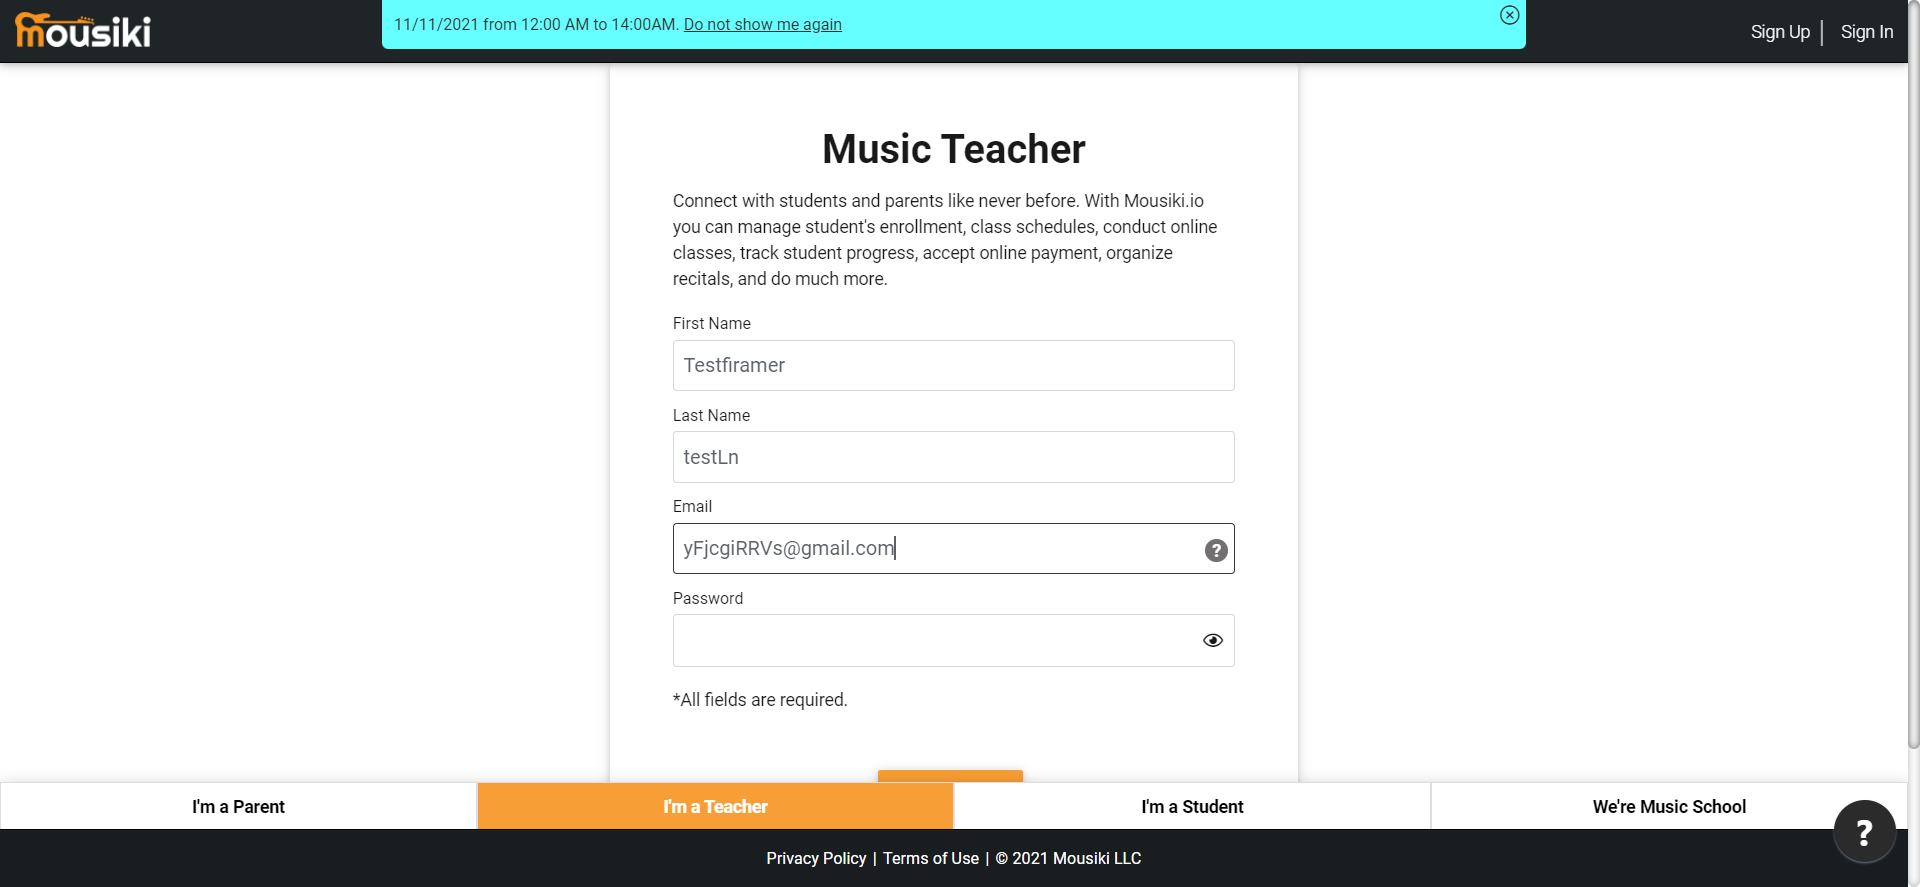 mousiki
11/11/2021 from 12:00 AM to 14:00AM. Do not show me again
Sign Up
Sign In
Music Teacher
Connect with students and parents like never before. With Mousiki.io
you can manage student's enrollment, class schedules, conduct online
classes, track student progress, accept online payment, organize
recitals, and do much more.
First Name
Testfiramer
Last Name
testLn
Email
yFjcgiRRVs@gmail.com
?
Password
*All fields are required.
I'm a Parent
I'm a Teacher
I'm a Student
We're Music School
?
Privacy Policy | Terms of Use | © 2021 Mousiki LLC